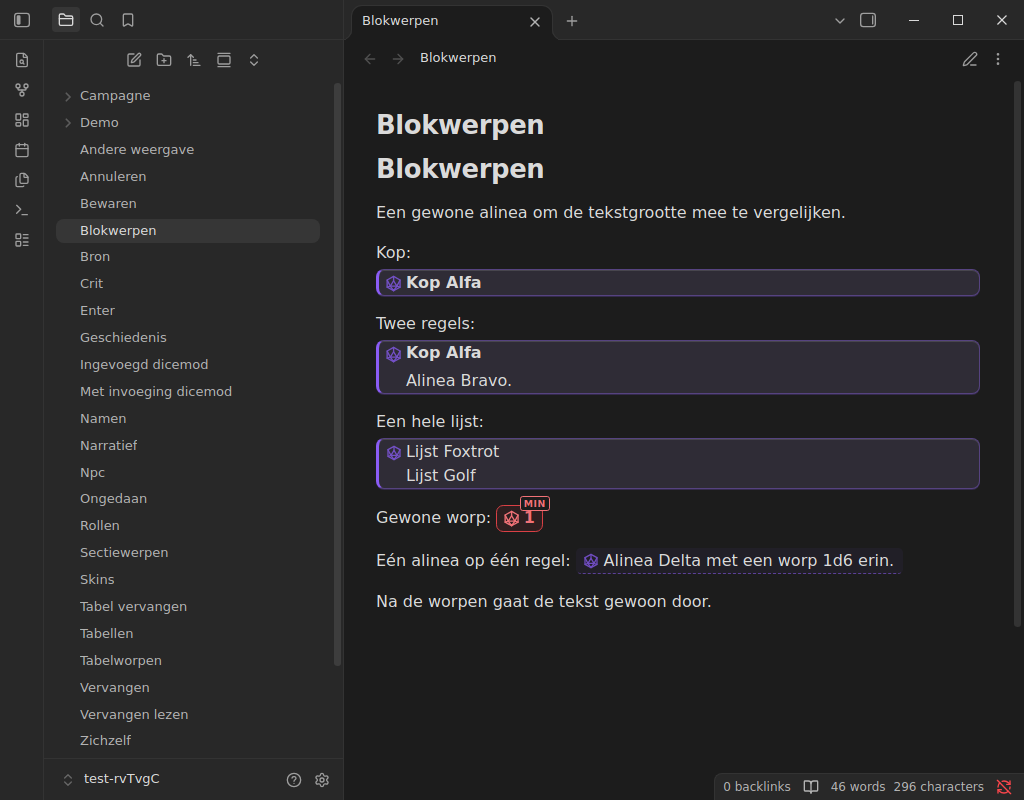 Blokwerpen
Blokwerpen
Campagne
Demo
Andere weergave
Annuleren
Bewaren
Blokwerpen
Bron
Crit
Enter
Geschiedenis
Ingevoegd dicemod
Met invoeging dicemod
Namen
Narratief
Npc
Ongedaan
Rollen
Sectiewerpen
Skins
Tabel vervangen
Tabellen
Tabelworpen
Vervangen
Vervangen lezen
Zichzelf
test-rvTvgC
Blokwerpen
Blokwerpen
Een gewone alinea om de tekstgrootte mee te vergelijken.
Kop:
Kop Alfa
Twee regels:
Kop Alfa
Alinea Bravo.
Een hele lijst:
Lijst Foxtrot
Lijst Golf
Gewone worp: 1 MIN
Eén alinea op één regel: Alinea Delta met een worp 1d6 erin.
Na de worpen gaat de tekst gewoon door.
0 backlinks 46 words 296 characters